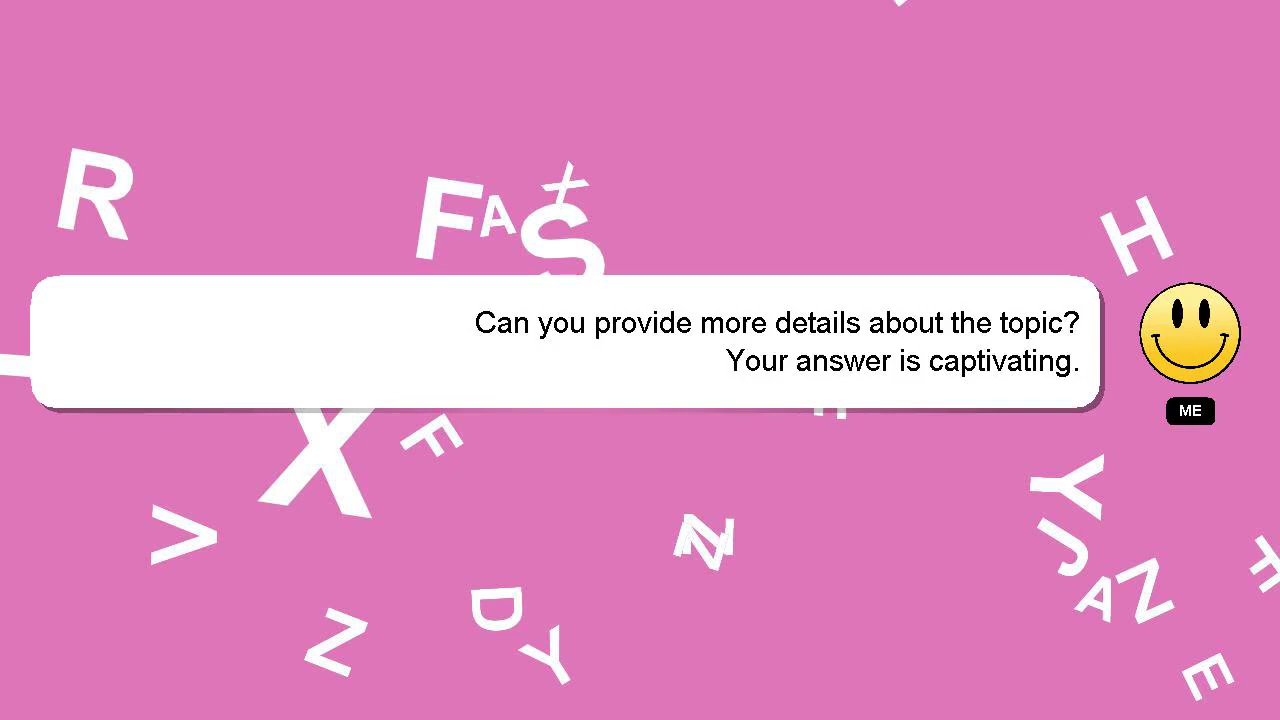 R
F
A
X
S
H
Can you provide more details about the topic?
Your answer is captivating.
ME
X
F
Y
V
J
N
Z
A
Z
F
D
Z
Y
E